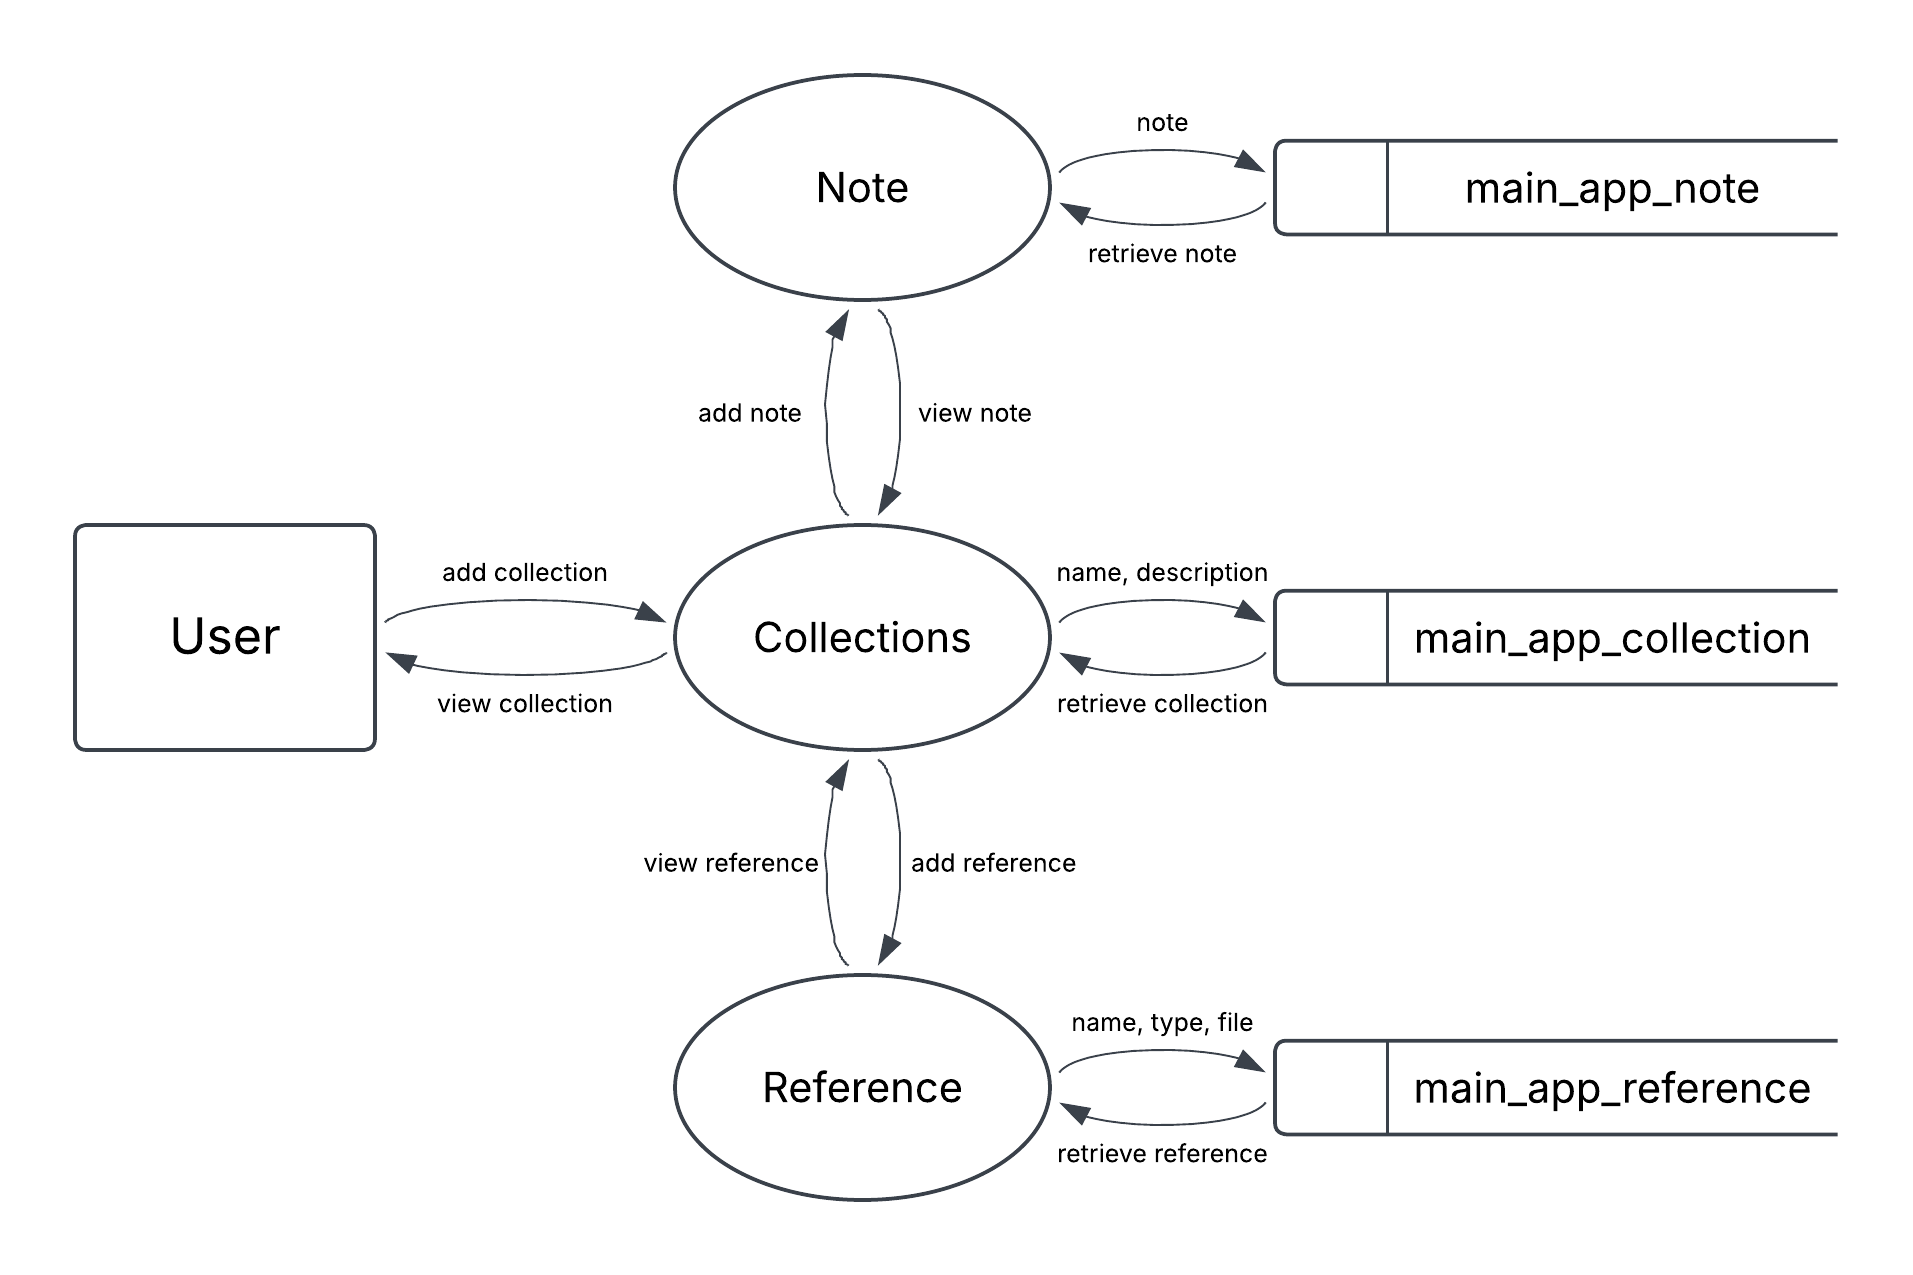 note
Note
main_app_note
retrieve note
add note
view note
add collection
name, description
User
Collections
main_app_collection
view collection
retrieve collection
view reference
add reference
name, type, file
Reference
main_app_reference
retrieve reference